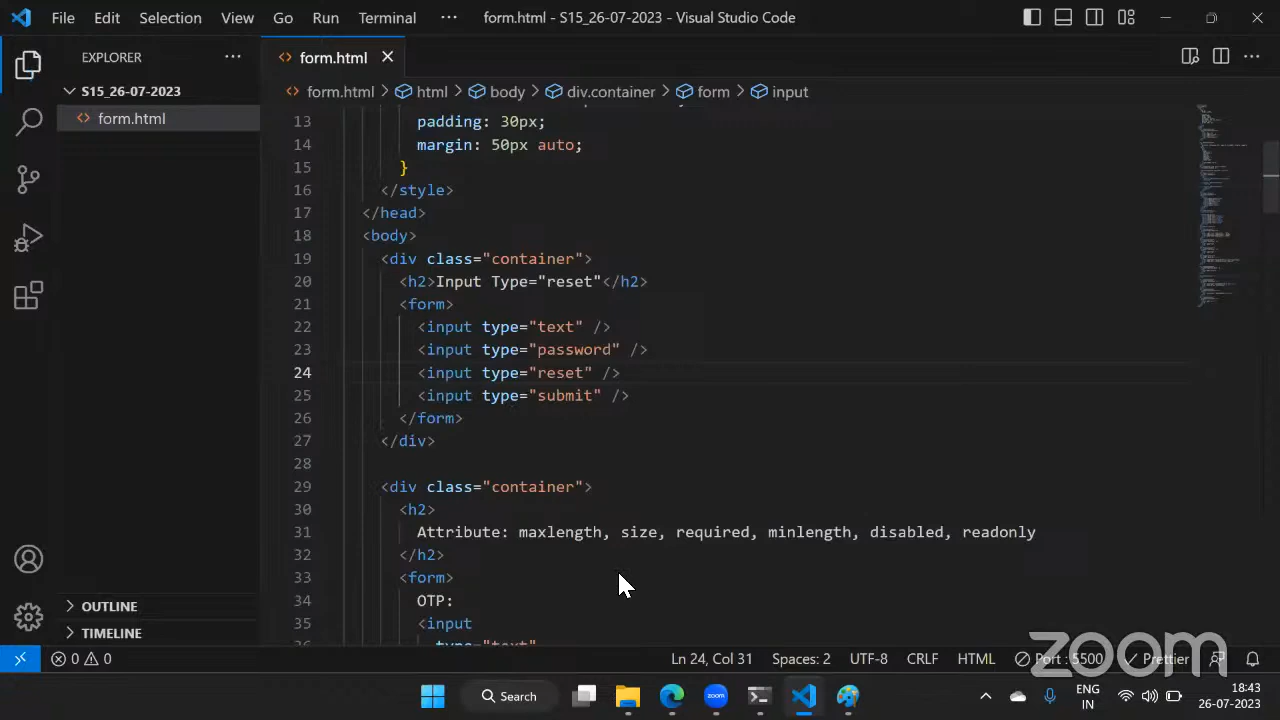 File Edit Selection View Go Run Terminal ··· form.html - S15_26-07-2023 - Visual Studio Code
EXPLORER ···
form.html
S15_26-07-2023
form.html > html > body > div.container > form > input
form.html
13 padding: 30px;
14 margin: 50px auto;
15 }
16 </style>
17 </head>
18 <body>
19 <div class="container">
20 <h2>Input Type="reset"</h2>
21 <form>
22 <input type="text" />
23 <input type="password" />
24 <input type="reset" />
25 <input type="submit" />
26 </form>
27 </div>
28
29 <div class="container">
30 <h2>
31 Attribute: maxlength, size, required, minlength, disabled, readonly
32 </h2>
33 <form>
34 OTP:
35 <input
36 type="text"
OUTLINE
TIMELINE
zoom
0 0 Ln 24, Col 31 Spaces: 2 UTF-8 CRLF HTML Port : 5500 Prettier
Search zoom ENG IN 18:43 26-07-2023